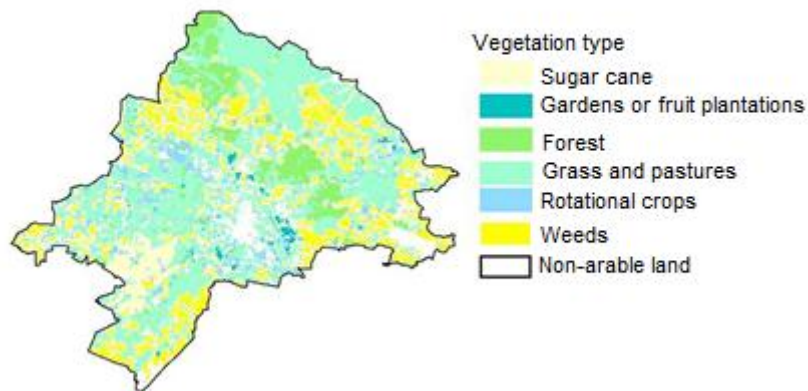 Vegetation type
Sugar cane
Gardens or fruit plantations
Forest
Grass and pastures
Rotational crops
Weeds
Non-arable land